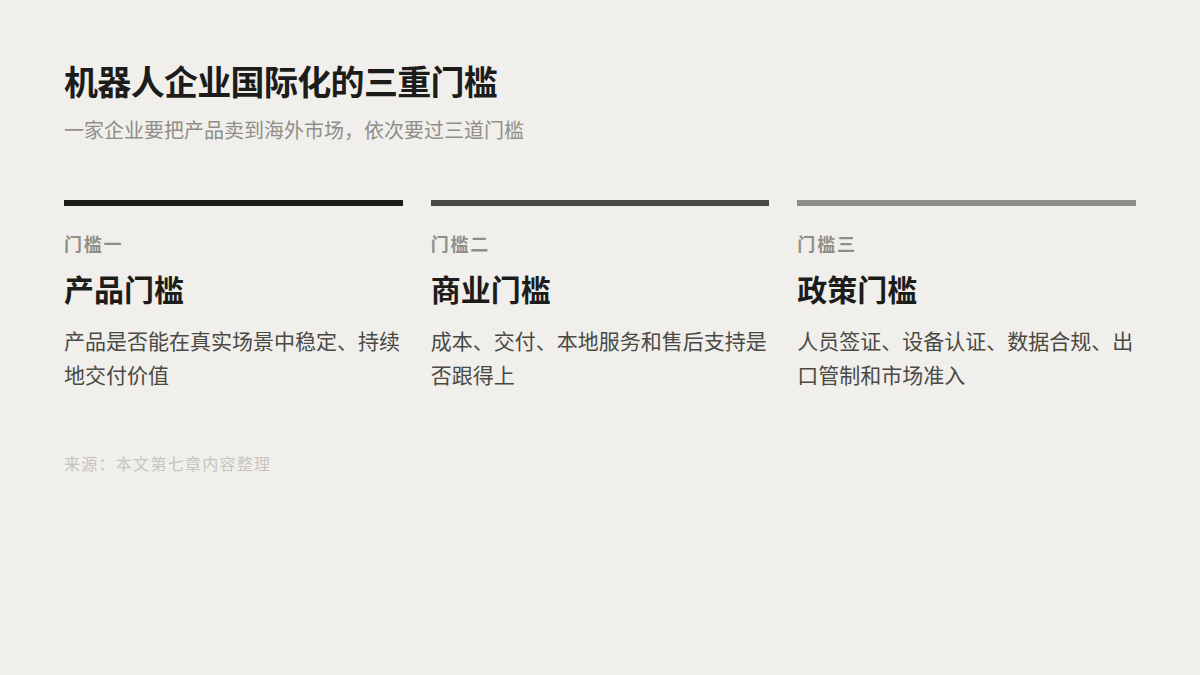 机器人企业国际化的三重门槛
一家企业要把产品卖到海外市场，依次要过三道门槛
门槛一
产品门槛
产品是否能在真实场景中稳定、持续
地交付价值
门槛二
商业门槛
成本、交付、本地服务和售后支持是
否跟得上
门槛三
政策门槛
人员签证、设备认证、数据合规、出
口管制和市场准入
来源：本文第七章内容整理